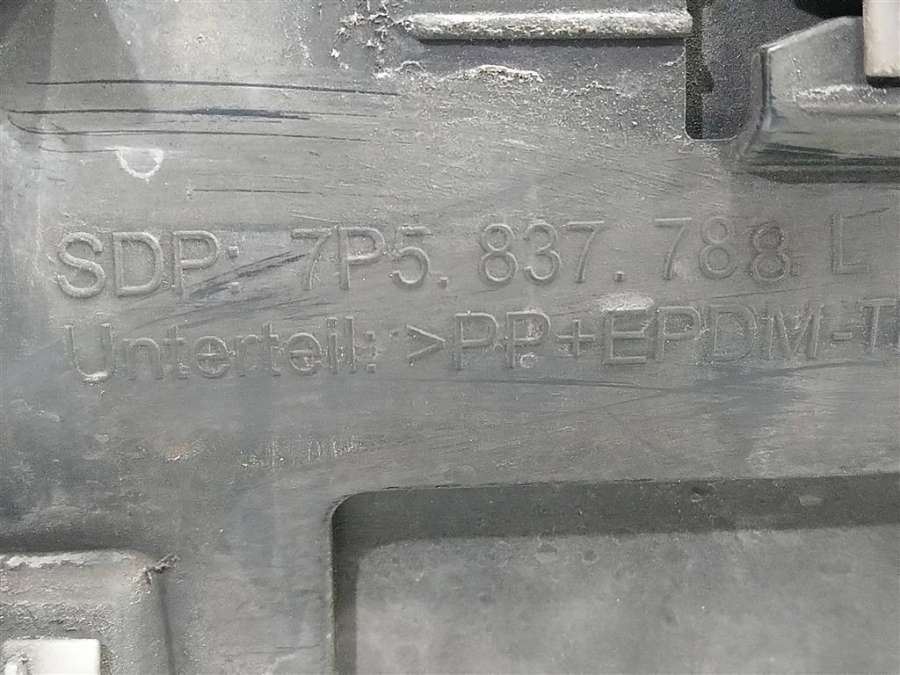 SDP: 7P5.837.788.L
Unterteil: >PP+EPDM-T